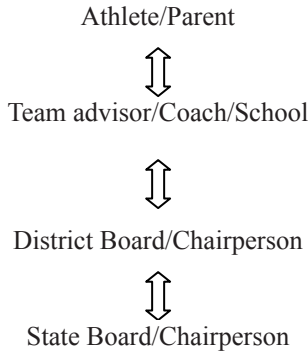 Athlete/Parent
Team advisor/Coach/School
District Board/Chairperson
State Board/Chairperson